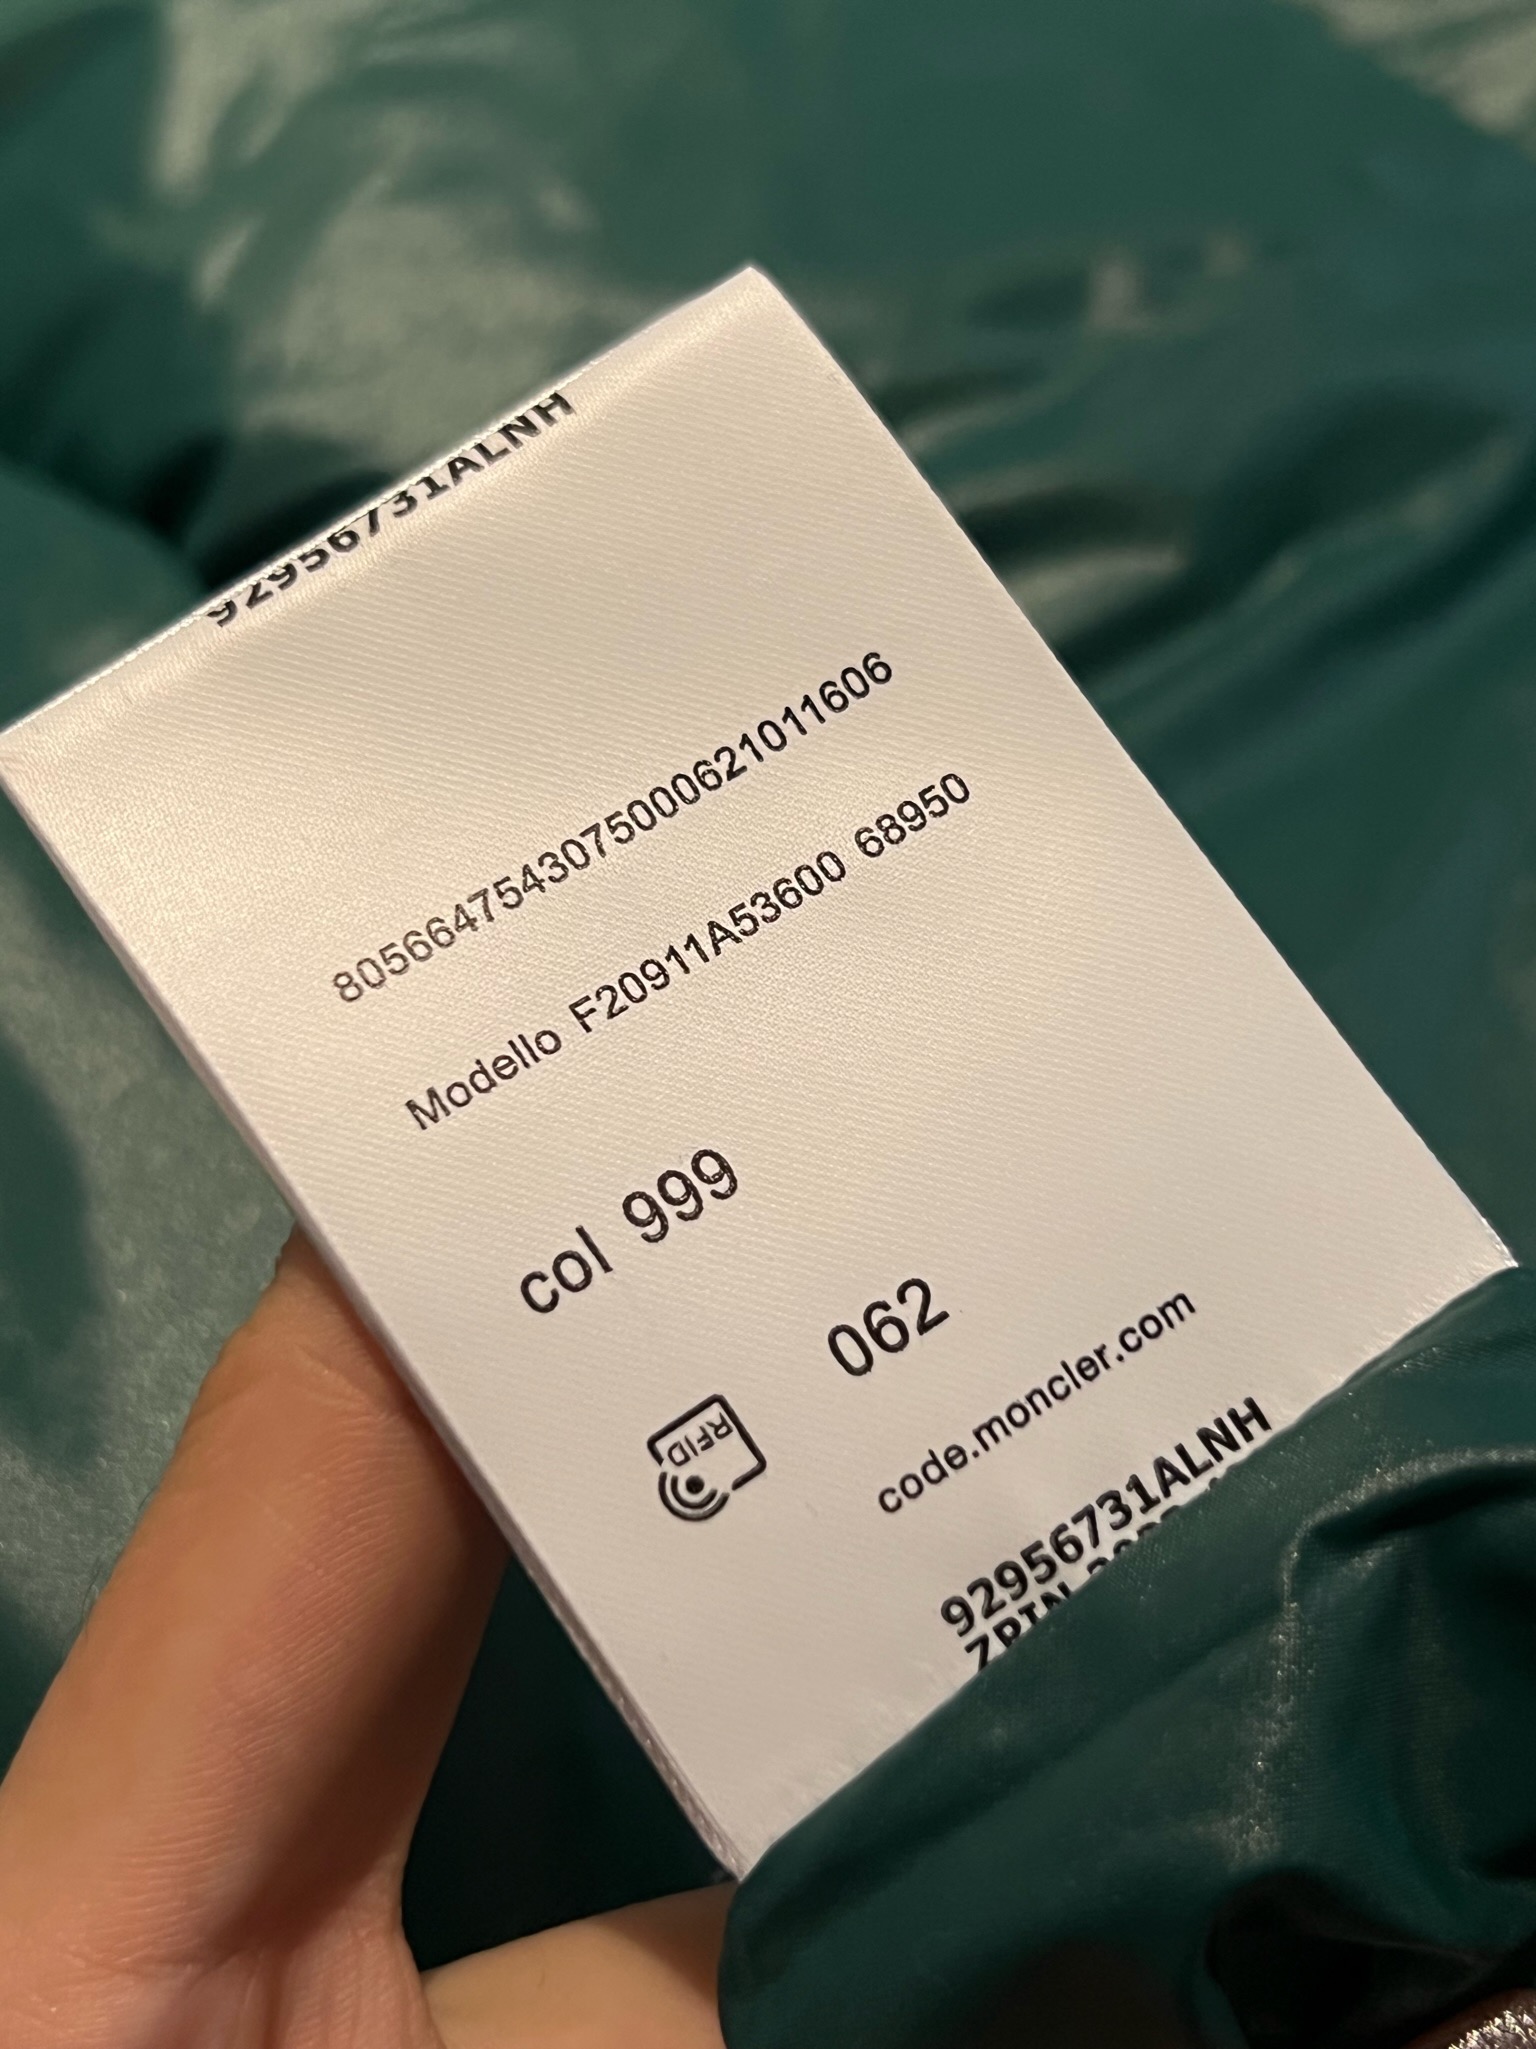 92956731ALNH
8056647543075000621011606
Modello F20911A53600 68950
col 999
062
RFID
code.moncler.com
92956731ALNH